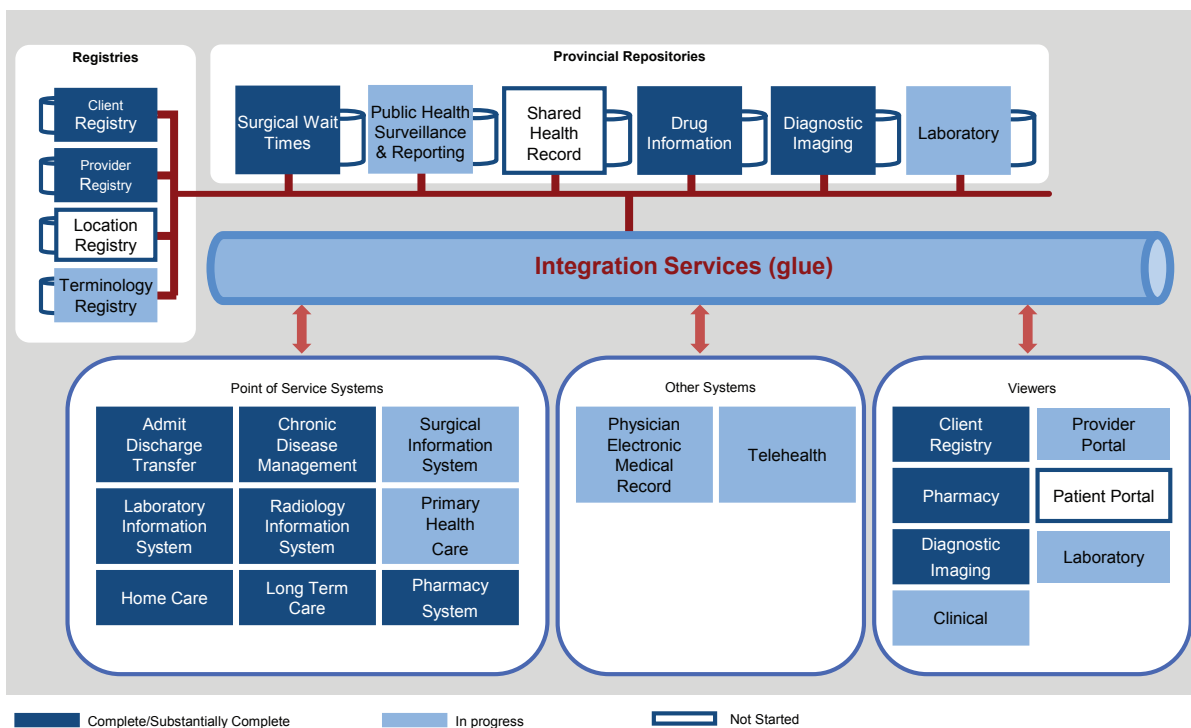 Registries
Client
Registry
Provider
Registry
Location
Registry
Terminology
Registry
Provincial Repositories
Surgical Wait
Times
Public Health
Surveillance
& Reporting
Shared
Health
Record
Drug
Information
Diagnostic
Imaging
Laboratory
Integration Services (glue)
Point of Service Systems
Admit
Discharge
Transfer
Chronic
Disease
Management
Surgical
Information
System
Laboratory
Information
System
Radiology
Information
System
Primary
Health
Care
Home Care
Long Term
Care
Pharmacy
System
Other Systems
Physician
Electronic
Medical
Record
Telehealth
Viewers
Client
Registry
Provider
Portal
Pharmacy
Patient Portal
Diagnostic
Imaging
Laboratory
Clinical
Complete/Substantially Complete
In progress
Not Started